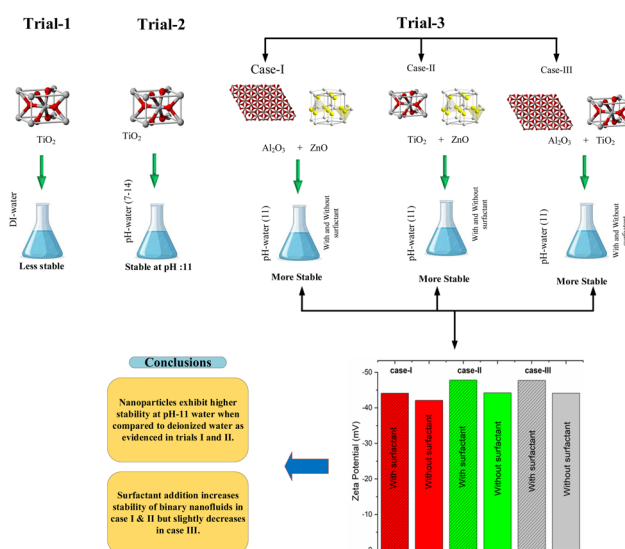 Trial-1
Trial-2
Trial-3
Case-I
Case-II
Case-III
TiO₂
TiO₂
Al₂O₃ + ZnO
TiO₂ + ZnO
Al₂O₃ + TiO₂
DI-water
pH-water (7-14)
pH-water (11)
With and Without
surfactant
pH-water (11)
With and Without
surfactant
pH-water (11)
With and Without
surfactant
Less stable
Stable at pH :11
More Stable
More Stable
More Stable
Conclusions
Nanoparticles exhibit higher
stability at pH-11 water when
compared to deionized water as
evidenced in trials I and II.
Surfactant addition increases
stability of binary nanofluids in
case I & II but slightly decreases
in case III.
Zeta Potential (mV)
-50
-40
-30
-20
-10
0
case-I
case-II
case-III
With surfactant
Without surfactant
With surfactant
Without surfactant
With surfactant
Without surfactant